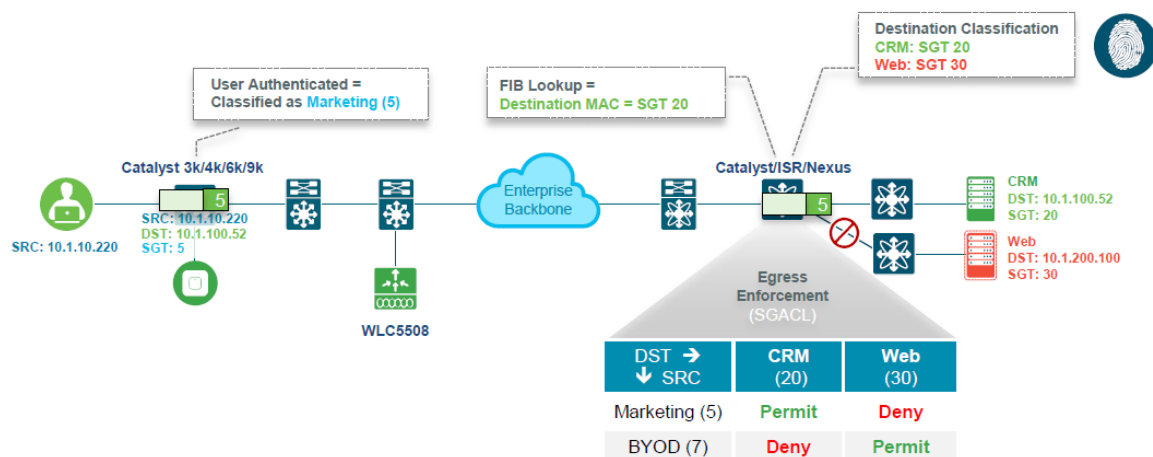 Destination Classification
CRM: SGT 20
Web: SGT 30
User Authenticated =
Classified as Marketing (5)
FIB Lookup =
Destination MAC = SGT 20
Catalyst 3k/4k/6k/9k
Catalyst/ISR/Nexus
5
5
Enterprise
Backbone
SRC: 10.1.10.220
SRC: 10.1.10.220
DST: 10.1.100.52
SGT: 5
CRM
DST: 10.1.100.52
SGT: 20
Web
DST: 10.1.200.100
SGT: 30
WLC5508
Egress
Enforcement
(SGACL)
DST → CRM Web
↓ SRC (20) (30)
Marketing (5) Permit Deny
BYOD (7) Deny Permit